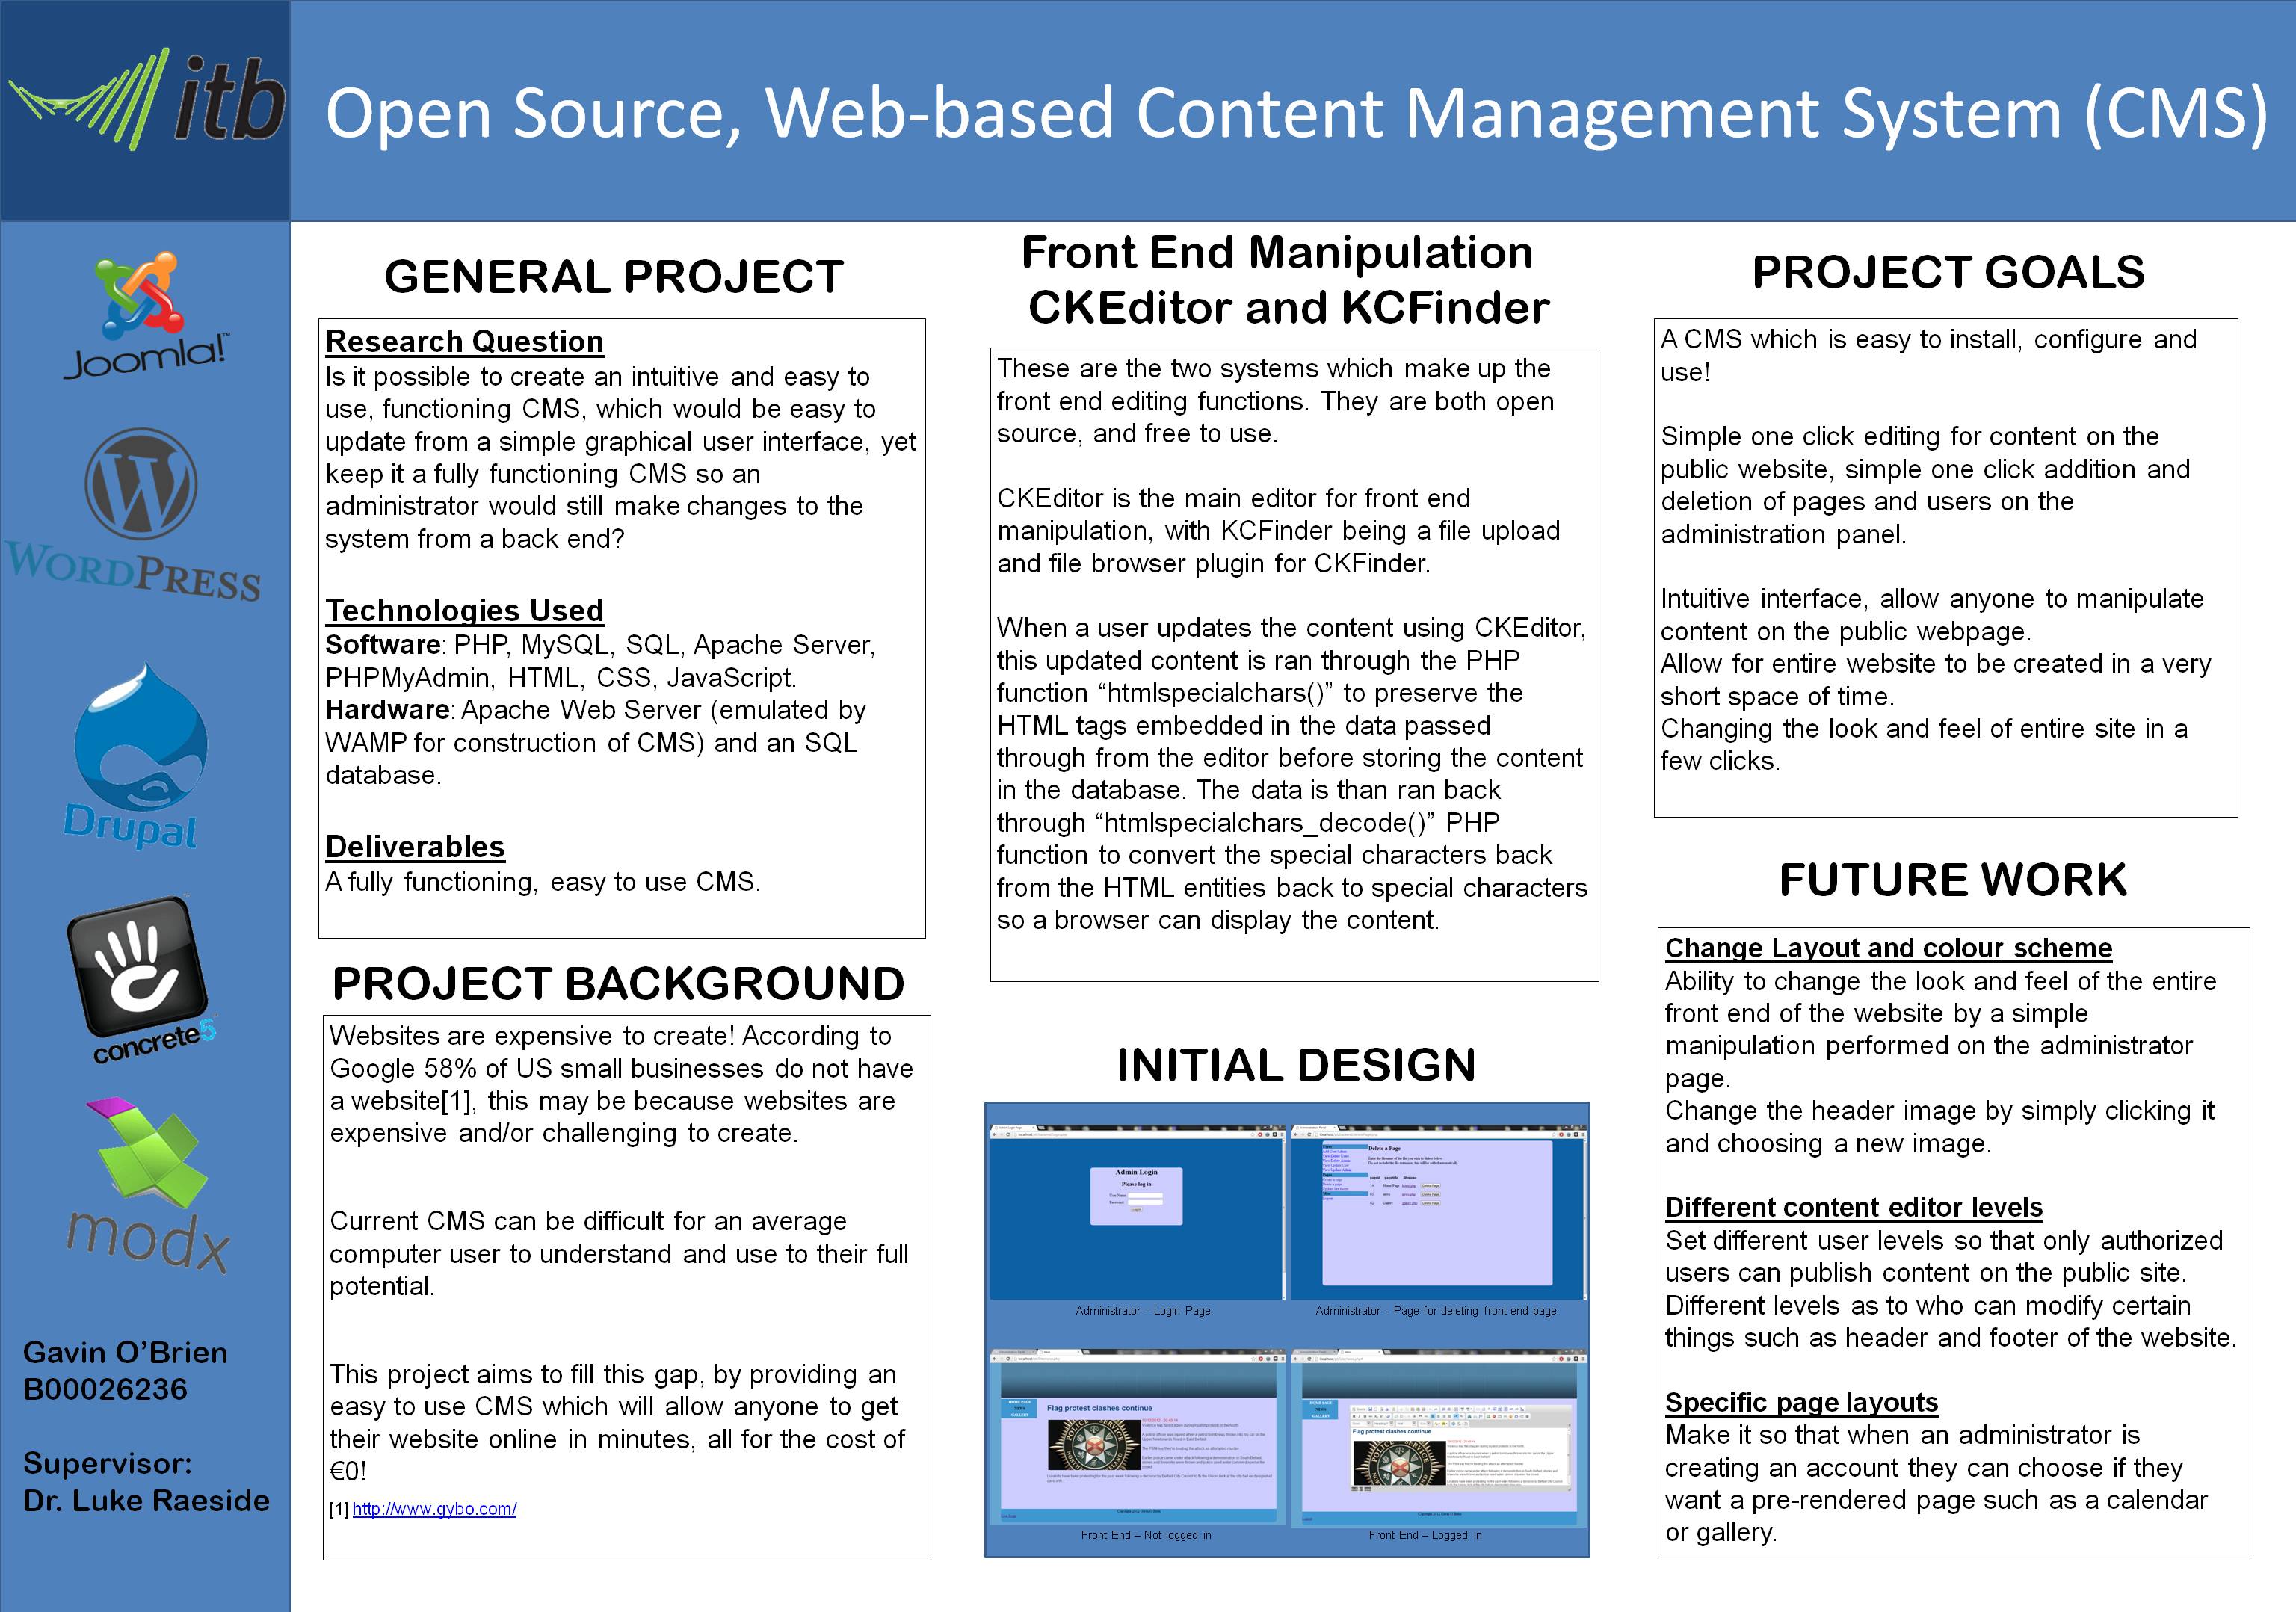 itb
Open Source, Web-based Content Management System (CMS)
Joomla!™
WORDPRESS
Drupal
concrete5
modx
Gavin O'Brien
B00026236
Supervisor:
Dr. Luke Raeside
GENERAL PROJECT
Research Question
Is it possible to create an intuitive and easy to
use, functioning CMS, which would be easy to
update from a simple graphical user interface, yet
keep it a fully functioning CMS so an
administrator would still make changes to the
system from a back end?
Technologies Used
Software: PHP, MySQL, SQL, Apache Server,
PHPMyAdmin, HTML, CSS, JavaScript.
Hardware: Apache Web Server (emulated by
WAMP for construction of CMS) and an SQL
database.
Deliverables
A fully functioning, easy to use CMS.
PROJECT BACKGROUND
Websites are expensive to create! According to
Google 58% of US small businesses do not have
a website[1], this may be because websites are
expensive and/or challenging to create.
Current CMS can be difficult for an average
computer user to understand and use to their full
potential.
This project aims to fill this gap, by providing an
easy to use CMS which will allow anyone to get
their website online in minutes, all for the cost of
€0!
[1] http://www.gybo.com/
Front End Manipulation
CKEditor and KCFinder
These are the two systems which make up the
front end editing functions. They are both open
source, and free to use.
CKEditor is the main editor for front end
manipulation, with KCFinder being a file upload
and file browser plugin for CKFinder.
When a user updates the content using CKEditor,
this updated content is ran through the PHP
function “htmlspecialchars()” to preserve the
HTML tags embedded in the data passed
through from the editor before storing the content
in the database. The data is than ran back
through “htmlspecialchars_decode()” PHP
function to convert the special characters back
from the HTML entities back to special characters
so a browser can display the content.
INITIAL DESIGN
Admin Login
Please log in
User Name
Password
Administrator - Login Page
Delete a Page
Administrator - Page for deleting front end page
HOME PAGE
NEWS
GALLERY
Flag protest clashes continue
Front End – Not logged in
HOME PAGE
NEWS
GALLERY
Flag protest clashes continue
Front End – Logged in
PROJECT GOALS
A CMS which is easy to install, configure and
use!
Simple one click editing for content on the
public website, simple one click addition and
deletion of pages and users on the
administration panel.
Intuitive interface, allow anyone to manipulate
content on the public webpage.
Allow for entire website to be created in a very
short space of time.
Changing the look and feel of entire site in a
few clicks.
FUTURE WORK
Change Layout and colour scheme
Ability to change the look and feel of the entire
front end of the website by a simple
manipulation performed on the administrator
page.
Change the header image by simply clicking it
and choosing a new image.
Different content editor levels
Set different user levels so that only authorized
users can publish content on the public site.
Different levels as to who can modify certain
things such as header and footer of the website.
Specific page layouts
Make it so that when an administrator is
creating an account they can choose if they
want a pre-rendered page such as a calendar
or gallery.